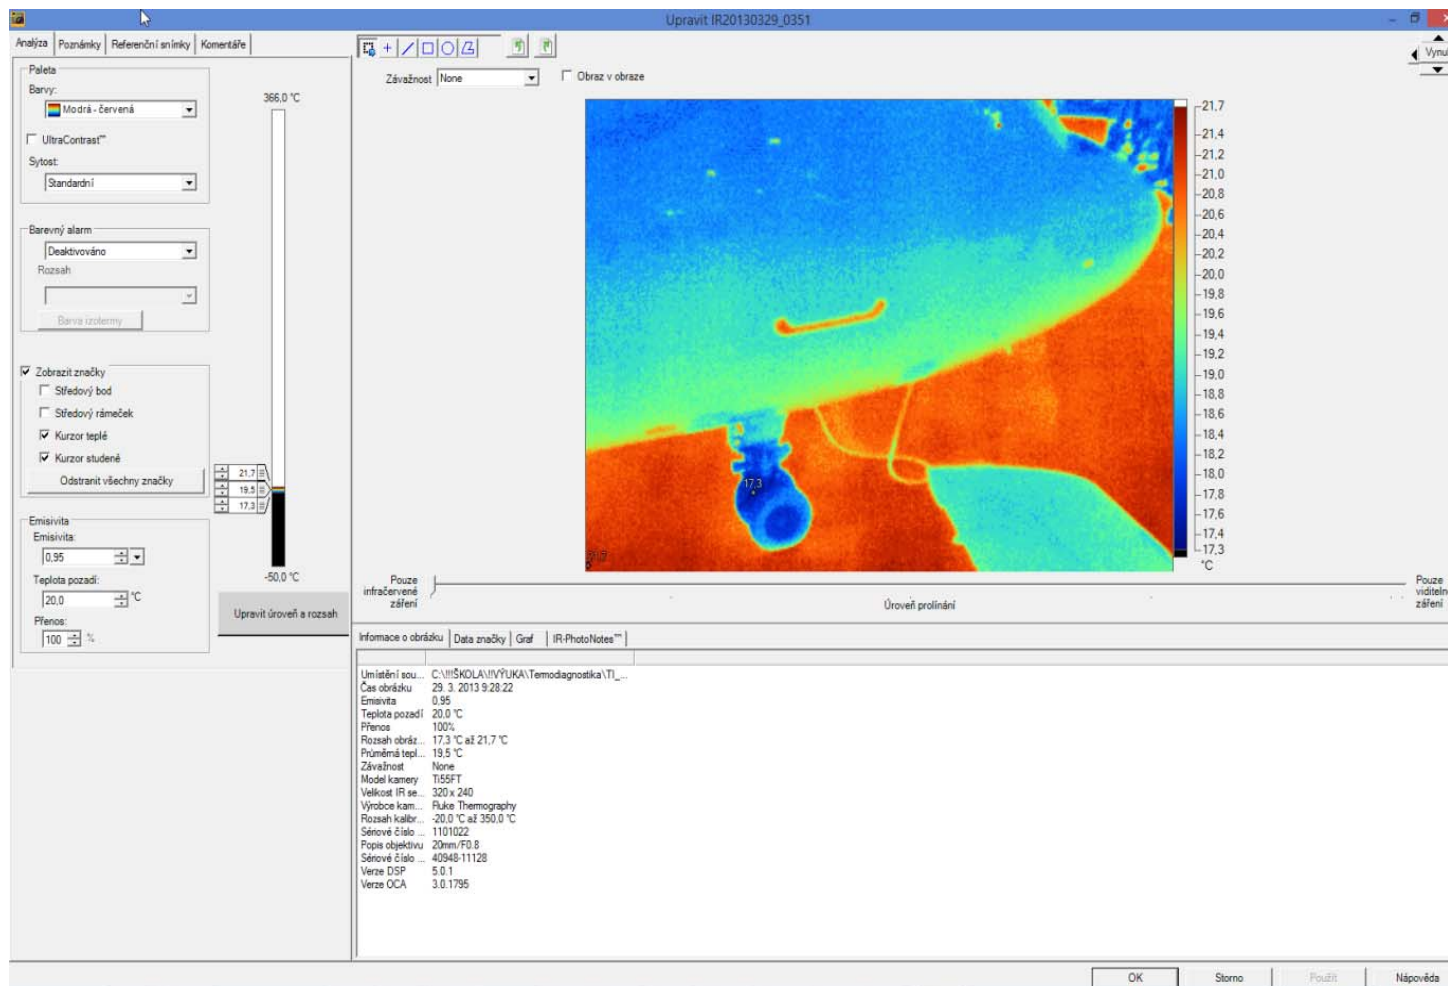 Upravit IR20130329_0351
Analýza Poznámky Referenční snímky Komentáře
Závažnost None Obraz v obraze
Vynul
Paleta
Barvy:
Modrá - červená
UltraContrast™
Sytost:
Standardní
Barevný alarm
Deaktivováno
Rozsah
Barva izotermy
Zobrazit značky
Středový bod
Středový rámeček
Kurzor teplé
Kurzor studené
Odstranit všechny značky
Emisivita
Emisivita:
0,95
Teplota pozadí:
20,0 °C
Přenos:
100 %
366,0 °C
21,7
19,5
17,3
-50,0 °C
Upravit úroveň a rozsah
17,3
21,7
21,4
21,2
21,0
20,8
20,6
20,4
20,2
20,0
19,8
19,6
19,4
19,2
19,0
18,8
18,6
18,4
18,2
18,0
17,8
17,6
17,4
17,3
°C
Pouze
infračervené
záření
Úroveň prolínání
Pouze
viditeln
záření
Informace o obrázku Data značky Graf IR-PhotoNotes™
Umístění sou... C:\!!!ŠKOLA\!!VÝUKA\Termodiagnostika\TI_...
Čas obrázku 29. 3. 2013 9:28:22
Emisivita 0,95
Teplota pozadí 20,0 °C
Přenos 100%
Rozsah obráz... 17,3 °C až 21,7 °C
Průměrná tepl... 19,5 °C
Závažnost None
Model kamery Ti55FT
Velikost IR se... 320 x 240
Výrobce kam... Fluke Thermography
Rozsah kalibr... -20,0 °C až 350,0 °C
Sériové číslo ... 1101022
Popis objektivu 20mm/F0.8
Sériové číslo ... 40948-11128
Verze DSP 5.0.1
Verze OCA 3.0.1795
OK Storno Použít Nápověda